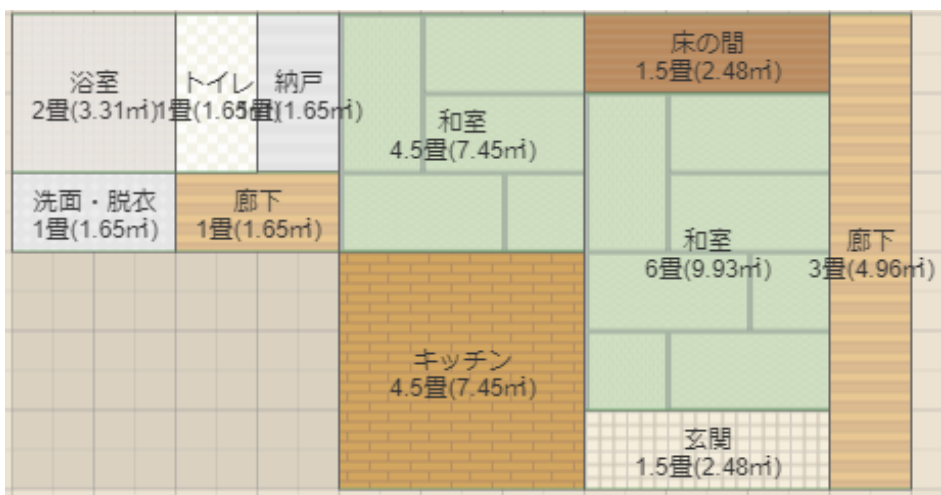 浴室
2畳(3.31㎡)
トイレ
1畳(1.65㎡)
納戸
1畳(1.65㎡)
和室
4.5畳(7.45㎡)
床の間
1.5畳(2.48㎡)
洗面・脱衣
1畳(1.65㎡)
廊下
1畳(1.65㎡)
和室
6畳(9.93㎡)
廊下
3畳(4.96㎡)
キッチン
4.5畳(7.45㎡)
玄関
1.5畳(2.48㎡)